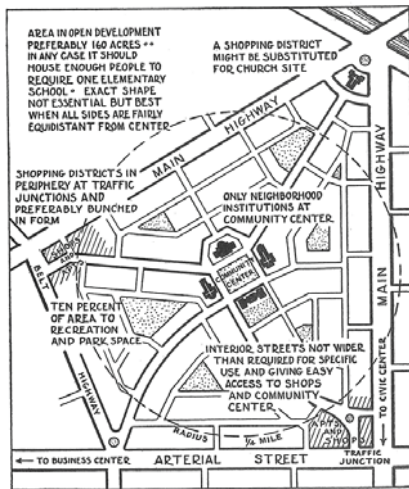 AREA IN OPEN DEVELOPMENT
PREFERABLY 160 ACRES ••
IN ANY CASE IT SHOULD
HOUSE ENOUGH PEOPLE TO
REQUIRE ONE ELEMENTARY
SCHOOL • EXACT SHAPE
NOT ESSENTIAL BUT BEST
WHEN ALL SIDES ARE FAIRLY
EQUIDISTANT FROM CENTER
A SHOPPING DISTRICT
MIGHT BE SUBSTITUTED
FOR CHURCH SITE
MAIN HIGHWAY
SHOPPING DISTRICTS IN
PERIPHERY AT TRAFFIC
JUNCTIONS AND
PREFERABLY BUNCHED
IN FORM
ONLY NEIGHBORHOOD
INSTITUTIONS AT
COMMUNITY CENTER
MAIN HIGHWAY
SHOPS
AND
BELT HIGHWAY
COMMUNITY
CENTER
TEN PERCENT
OF AREA TO
RECREATION
AND PARK SPACE
INTERIOR STREETS NOT WIDER
THAN REQUIRED FOR SPECIFIC
USE AND GIVING EASY
ACCESS TO SHOPS
AND COMMUNITY
CENTER
TO CIVIC CENTER
RADIUS 1/4 MILE
APTS
AND
SHOPS
TRAFFIC
JUNCTION
← TO BUSINESS CENTER ARTERIAL STREET